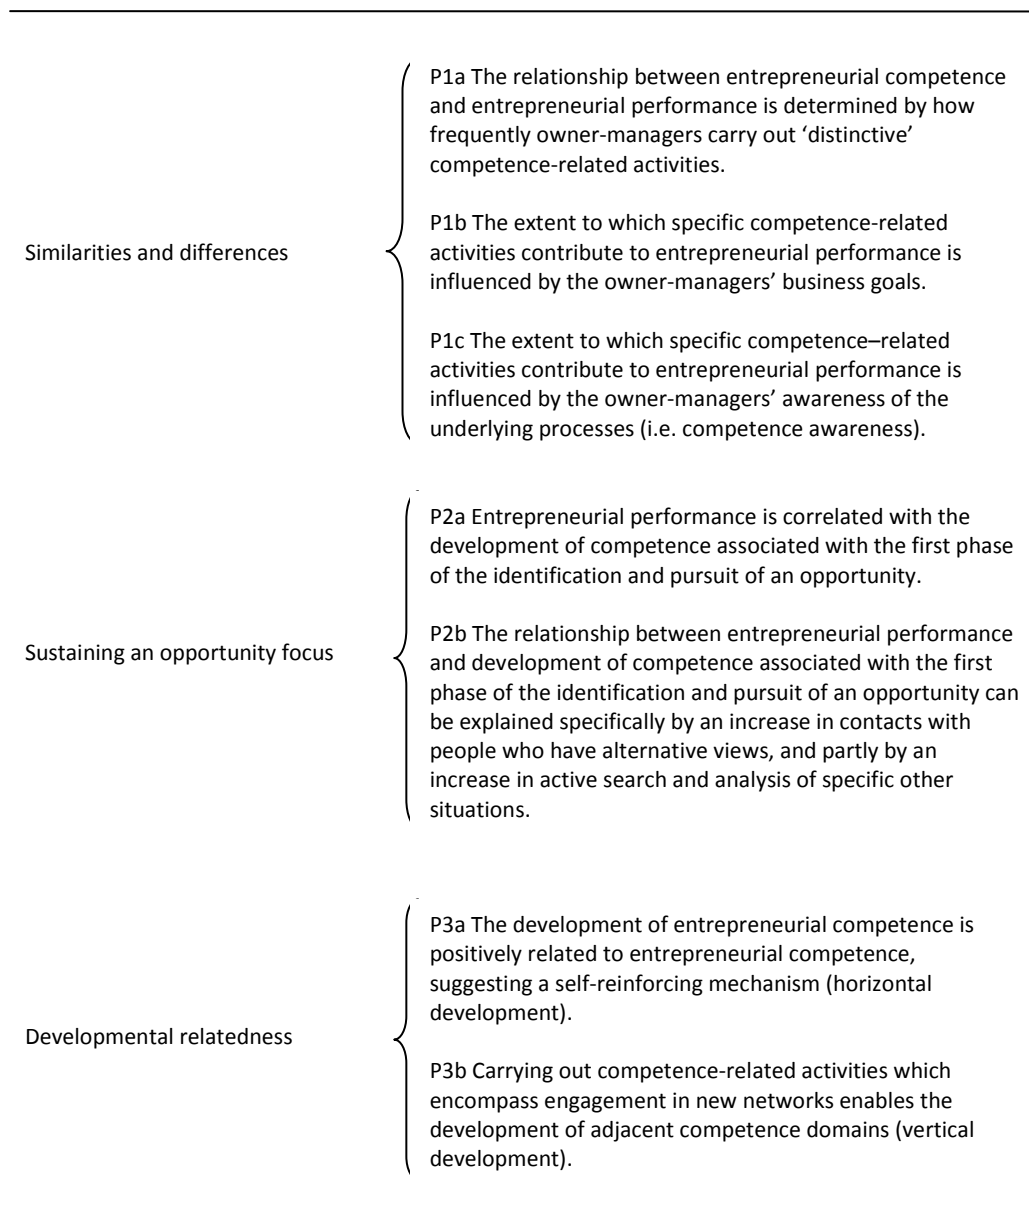 P1a The relationship between entrepreneurial competence
and entrepreneurial performance is determined by how
frequently owner-managers carry out ‘distinctive’
competence-related activities.
P1b The extent to which specific competence-related
activities contribute to entrepreneurial performance is
influenced by the owner-managers’ business goals.
Similarities and differences
P1c The extent to which specific competence–related
activities contribute to entrepreneurial performance is
influenced by the owner-managers’ awareness of the
underlying processes (i.e. competence awareness).
P2a Entrepreneurial performance is correlated with the
development of competence associated with the first phase
of the identification and pursuit of an opportunity.
Sustaining an opportunity focus
P2b The relationship between entrepreneurial performance
and development of competence associated with the first
phase of the identification and pursuit of an opportunity can
be explained specifically by an increase in contacts with
people who have alternative views, and partly by an
increase in active search and analysis of specific other
situations.
P3a The development of entrepreneurial competence is
positively related to entrepreneurial competence,
suggesting a self-reinforcing mechanism (horizontal
development).
Developmental relatedness
P3b Carrying out competence-related activities which
encompass engagement in new networks enables the
development of adjacent competence domains (vertical
development).